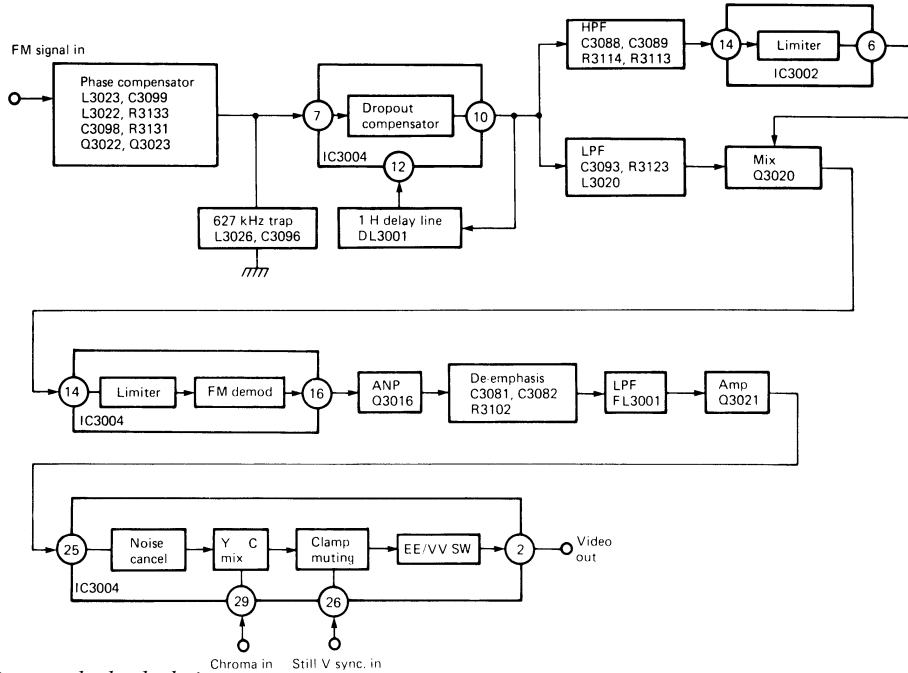 FM signal in
Phase compensator
L3023, C3099
L3022, R3133
C3098, R3131
Q3022, Q3023
627 kHz trap
L3026, C3096
7
Dropout
compensator
10
IC3004
12
1 H delay line
DL3001
HPF
C3088, C3089
R3114, R3113
14
Limiter
6
IC3002
LPF
C3093, R3123
L3020
Mix
Q3020
14
Limiter
FM demod
16
IC3004
ANP
Q3016
De-emphasis
C3081, C3082
R3102
LPF
FL3001
Amp
Q3021
25
Noise
cancel
Y C
mix
Clamp
muting
EE/VV SW
2
Video
out
IC3004
29
26
Chroma in
Still V sync. in